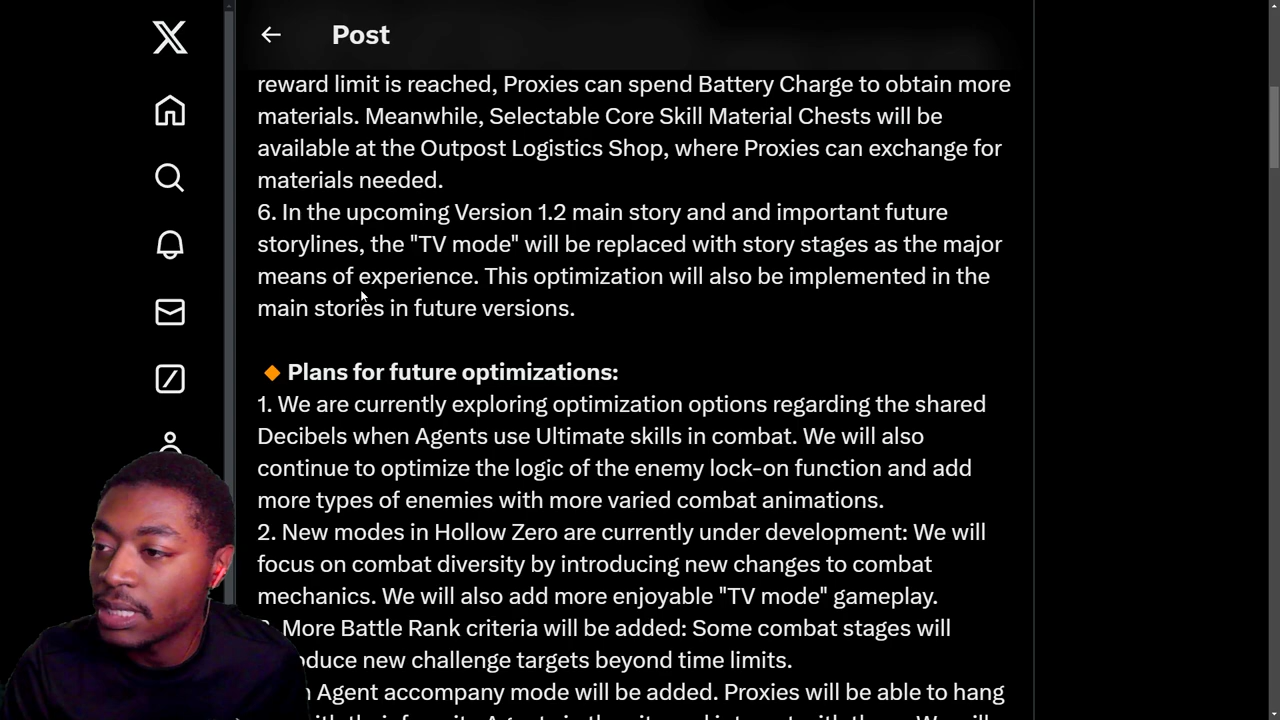 Post
reward limit is reached, Proxies can spend Battery Charge to obtain more
materials. Meanwhile, Selectable Core Skill Material Chests will be
available at the Outpost Logistics Shop, where Proxies can exchange for
materials needed.
6. In the upcoming Version 1.2 main story and and important future
storylines, the "TV mode" will be replaced with story stages as the major
means of experience. This optimization will also be implemented in the
main stories in future versions.
Plans for future optimizations:
1. We are currently exploring optimization options regarding the shared
Decibels when Agents use Ultimate skills in combat. We will also
continue to optimize the logic of the enemy lock-on function and add
more types of enemies with more varied combat animations.
2. New modes in Hollow Zero are currently under development: We will
focus on combat diversity by introducing new changes to combat
mechanics. We will also add more enjoyable "TV mode" gameplay.
More Battle Rank criteria will be added: Some combat stages will
new challenge targets beyond time limits.
Agent accompany mode will be added. Proxies will be able to hang